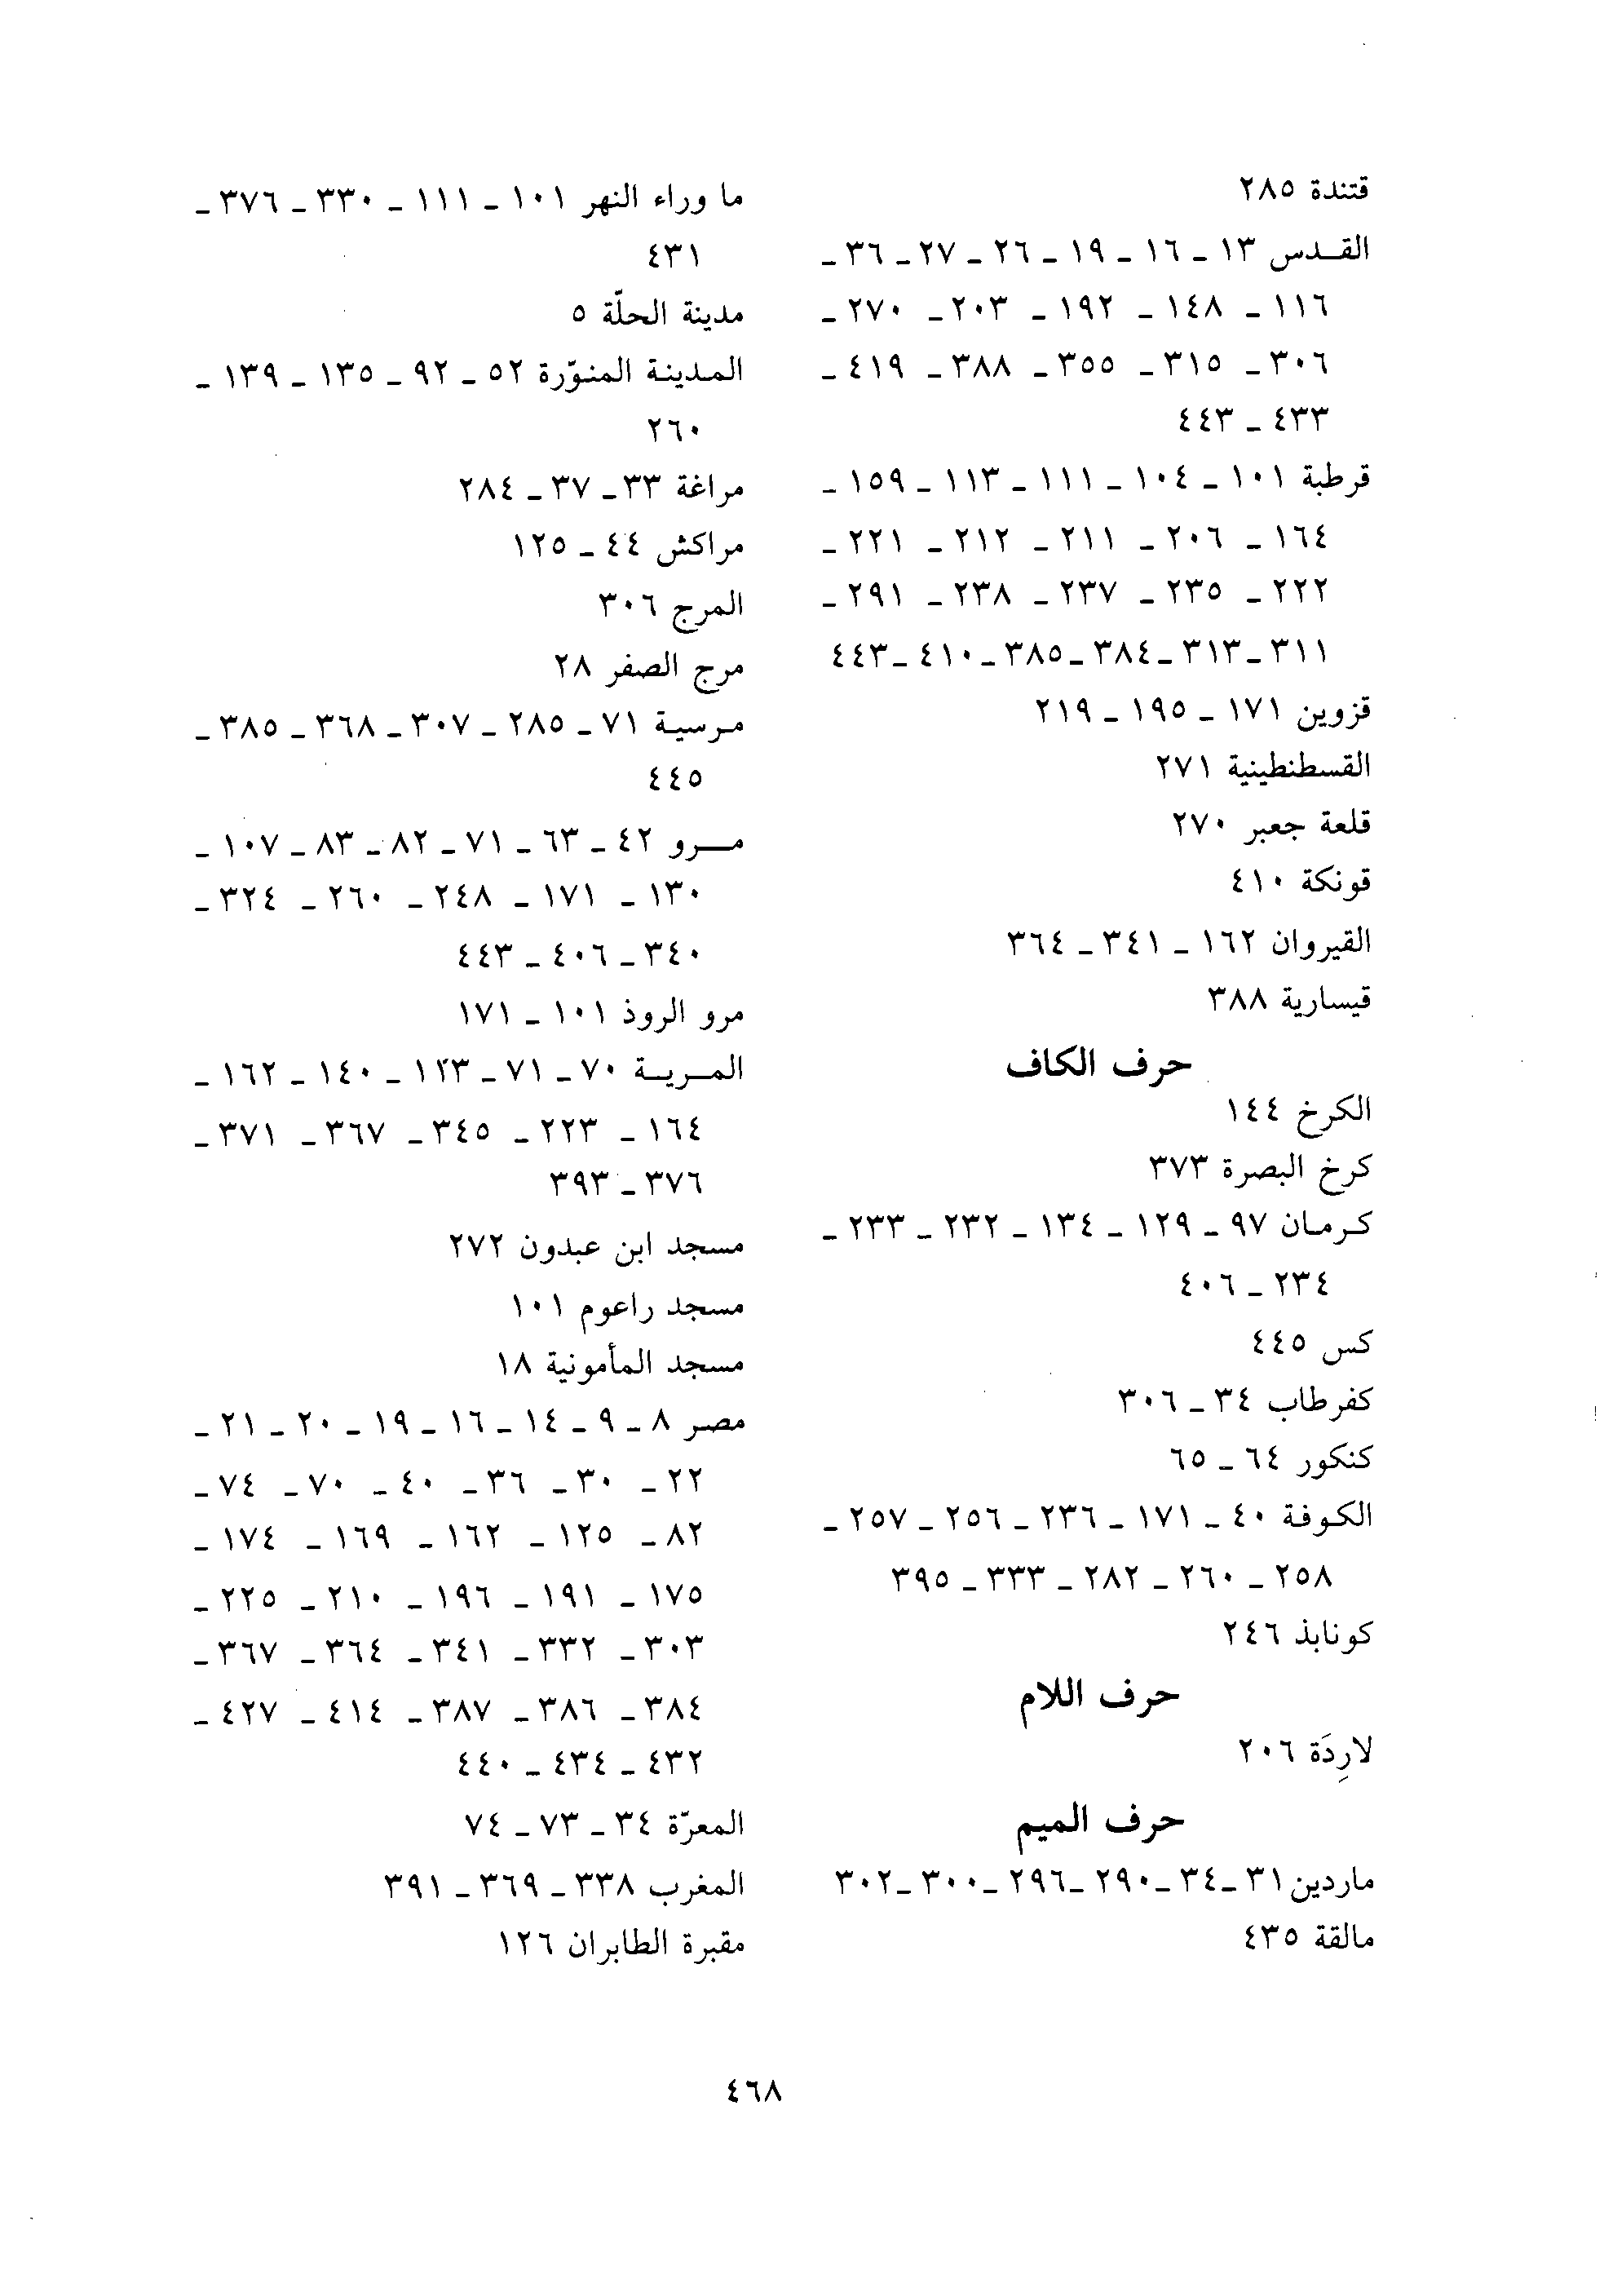 قتندة ٢٨٥
القدس ١٣ ـ ١٦ ـ ١٩ ـ ٢٦ ـ ٢٧ ـ ٣٦ ـ
١١٦ ـ ١٤٨ ـ ١٩٢ ـ ٢٠٣ ـ ٢٧٠ ـ
٣٠٦ ـ ٣١٥ ـ ٣٥٥ ـ ٣٨٨ ـ ٤١٩ ـ
٤٣٣ ـ ٤٤٣
قرطبة ١٠١ ـ ١٠٤ ـ ١١١ ـ ١١٣ ـ ١٥٩ ـ
١٦٤ ـ ٢٠٦ ـ ٢١١ ـ ٢١٢ ـ ٢٢١ ـ
٢٢٢ ـ ٢٣٥ ـ ٢٣٧ ـ ٢٣٨ ـ ٢٩١ ـ
٣١١ ـ ٣١٣ ـ ٣٨٤ ـ ٣٨٥ ـ ٤١٠ ـ ٤٤٣
قزوين ١٧١ ـ ١٩٥ ـ ٢١٩
القسطنطينية ٢٧١
قلعة جعبر ٢٧٠
قونكة ٤١٠
القيروان ١٦٢ ـ ٣٤١ ـ ٣٦٤
قيسارية ٣٨٨
حرف الكاف
الكرخ ١٤٤
كرخ البصرة ٣٧٣
كرمان ٩٧ ـ ١٢٩ ـ ١٣٤ ـ ٢٣٢ ـ ٢٣٣ ـ
٢٣٤ ـ ٤٠٦
كس ٤٤٥
كفرطاب ٣٤ ـ ٣٠٦
كنكور ٦٤ ـ ٦٥
الكوفة ٤٠ ـ ١٧١ ـ ٢٣٦ ـ ٢٥٦ ـ ٢٥٧ ـ
٢٥٨ ـ ٢٦٠ ـ ٢٨٢ ـ ٣٣٣ ـ ٣٩٥
كونابذ ٢٤٦
حرف اللام
لارِدَة ٢٠٦
حرف الميم
ماردين ٣١ ـ ٣٤ ـ ٢٩٠ ـ ٢٩٦ ـ ٣٠٠ ـ ٣٠٢
مالقة ٤٣٥
ما وراء النهر ١٠١ ـ ١١١ ـ ٣٣٠ ـ ٣٧٦ ـ
٤٣١
مدينة الحلّة ٥
المدينة المنوّرة ٥٢ ـ ٩٢ ـ ١٣٥ ـ ١٣٩ ـ
٢٦٠
مراغة ٣٣ ـ ٣٧ ـ ٢٨٤
مراكش ٤٤ ـ ١٢٥
المرج ٣٠٦
مرج الصفر ٢٨
مرسية ٧١ ـ ٢٨٥ ـ ٣٠٧ ـ ٣٦٨ ـ ٣٨٥ ـ
٤٤٥
مرو ٤٢ ـ ٦٣ ـ ٧١ ـ ٨٢ ـ ٨٣ ـ ١٠٧ ـ
١٣٠ ـ ١٧١ ـ ٢٤٨ ـ ٢٦٠ ـ ٣٢٤ ـ
٣٤٠ ـ ٤٠٦ ـ ٤٤٣
مرو الروذ ١٠١ ـ ١٧١
المرية ٧٠ ـ ٧١ ـ ١١٣ ـ ١٤٠ ـ ١٦٢ ـ
١٦٤ ـ ٢٢٣ ـ ٣٤٥ ـ ٣٦٧ ـ ٣٧١ ـ
٣٧٦ ـ ٣٩٣
مسجد ابن عبدون ٢٧٢
مسجد راعوم ١٠١
مسجد المأمونية ١٨
مصر ٨ ـ ٩ ـ ١٤ ـ ١٦ ـ ١٩ ـ ٢٠ ـ ٢١ ـ
٢٢ ـ ٣٠ ـ ٣٦ ـ ٤٠ ـ ٧٠ ـ ٧٤ ـ
٨٢ ـ ١٢٥ ـ ١٦٢ ـ ١٦٩ ـ ١٧٤ ـ
١٧٥ ـ ١٩١ ـ ١٩٦ ـ ٢١٠ ـ ٢٢٥ ـ
٣٠٣ ـ ٣٣٢ ـ ٣٤١ ـ ٣٦٤ ـ ٣٦٧ ـ
٣٨٤ ـ ٣٨٦ ـ ٣٨٧ ـ ٤١٤ ـ ٤٢٧ ـ
٤٣٢ ـ ٤٣٤ ـ ٤٤٠
المعرّة ٣٤ ـ ٧٣ ـ ٧٤
المغرب ٣٣٨ ـ ٣٦٩ ـ ٣٩١
مقبرة الطابران ١٢٦
٤٦٨